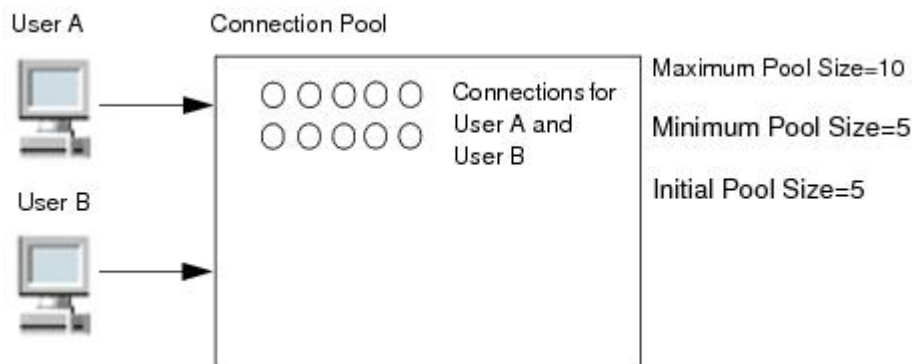 User A
Connection Pool
Maximum Pool Size=10
Connections for
User A and
User B
Minimum Pool Size=5
Initial Pool Size=5
User B